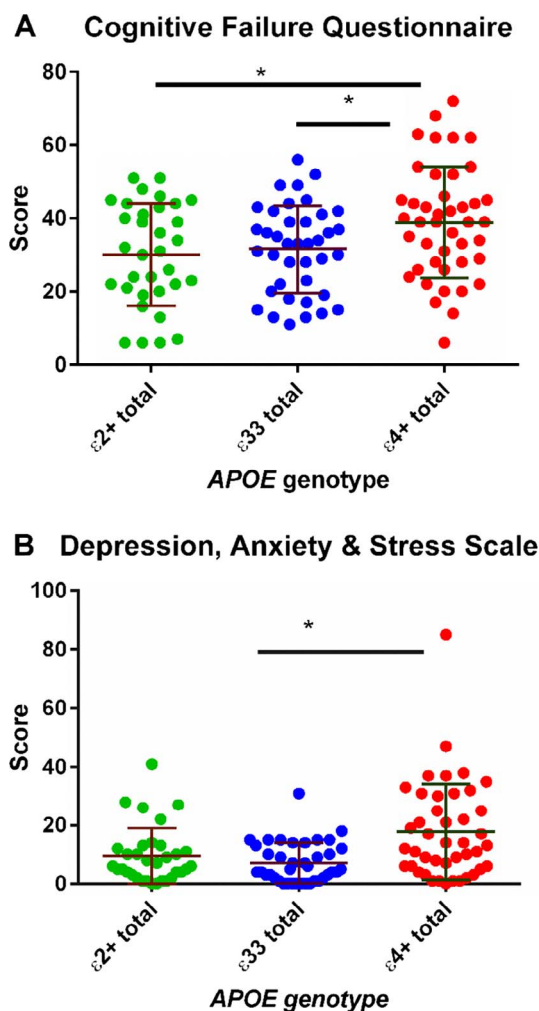 A Cognitive Failure Questionnaire
*
*
80
60
40
20
0
Score
ε2+ total
ε33 total
ε4+ total
APOE genotype
B Depression, Anxiety & Stress Scale
*
100
80
60
40
20
0
Score
ε2+ total
ε33 total
ε4+ total
APOE genotype